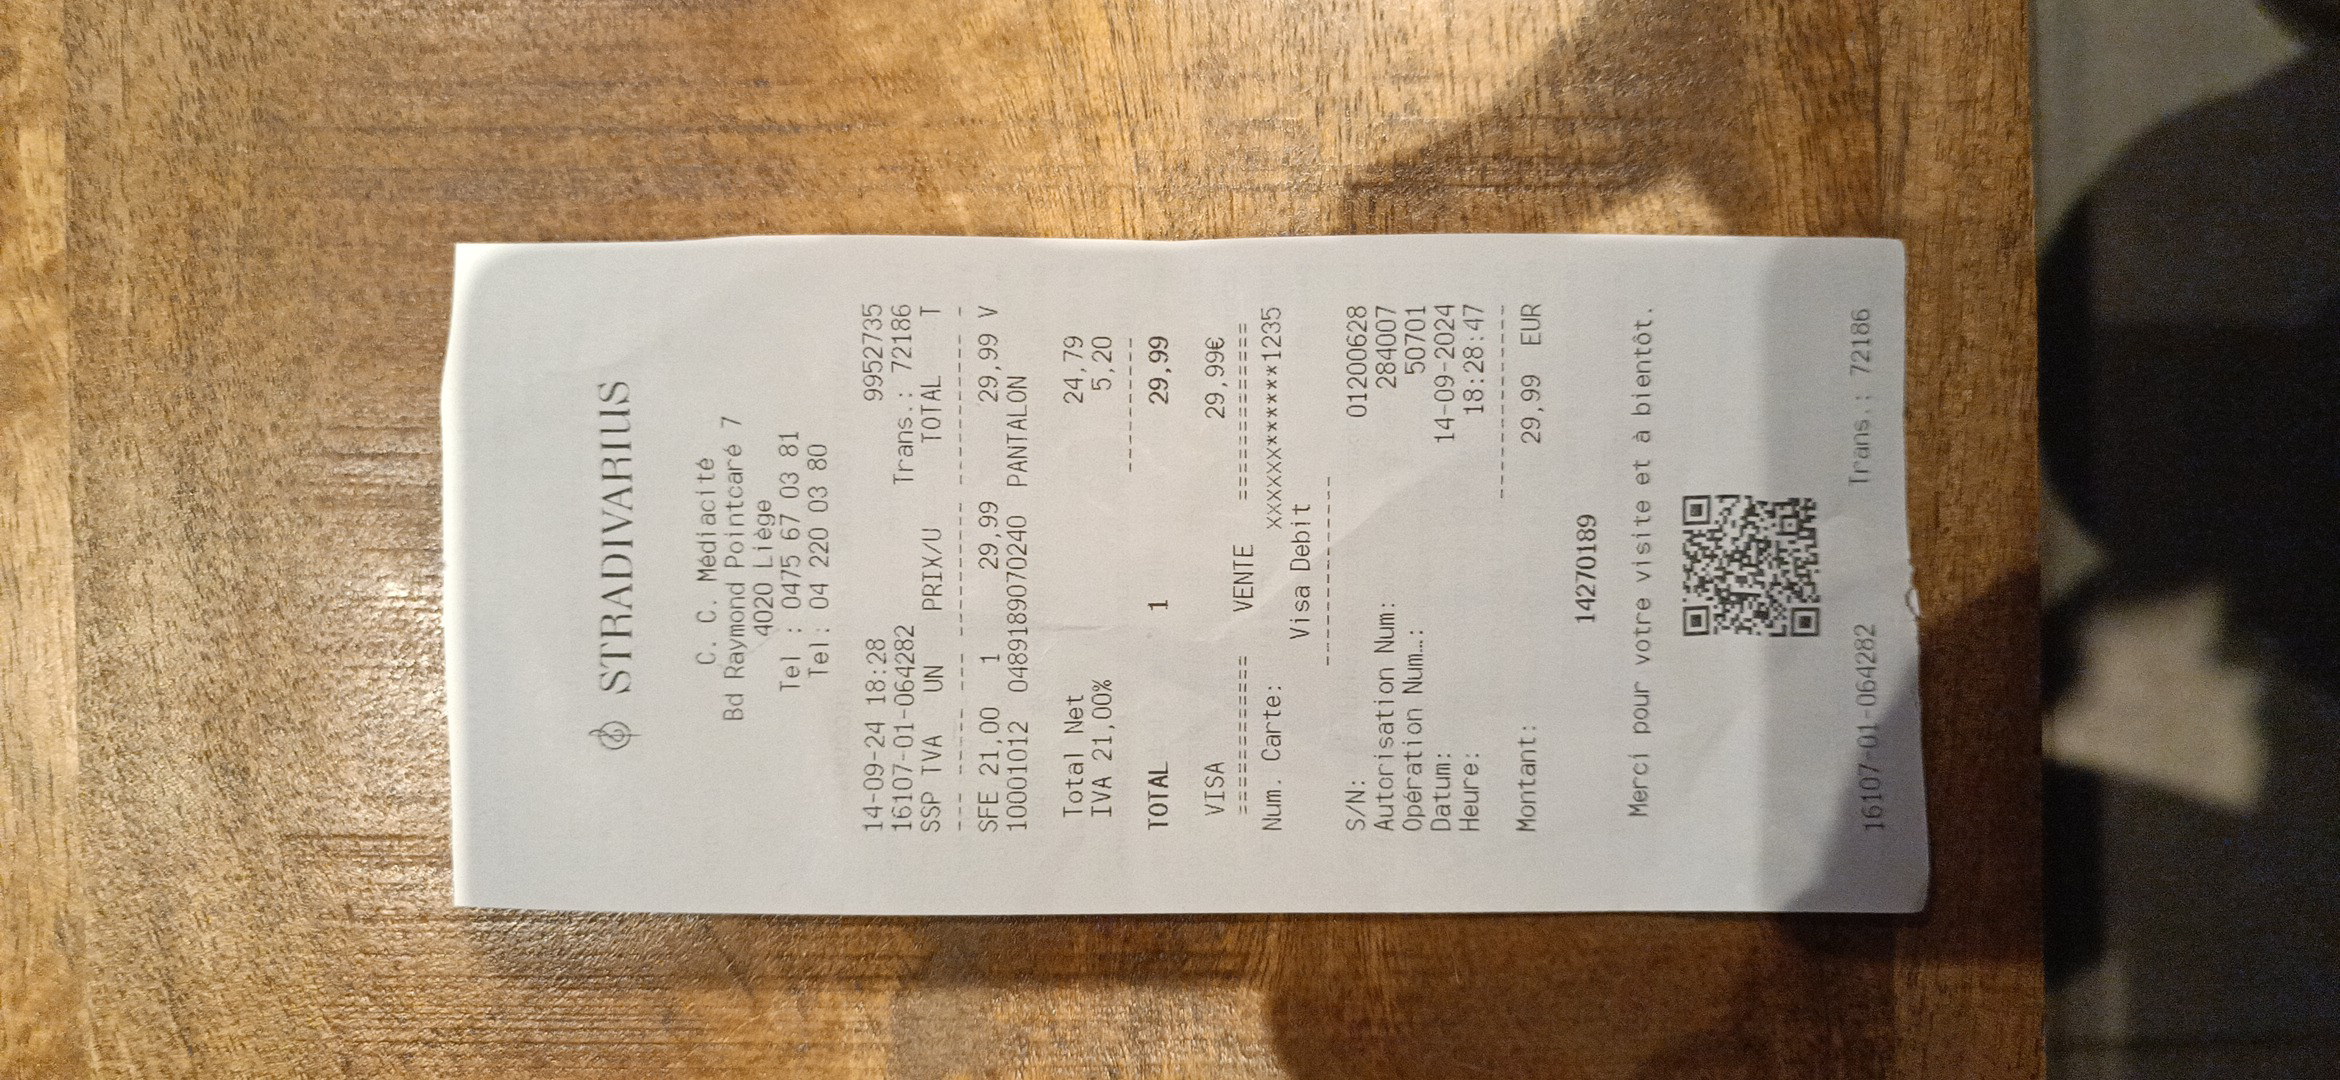 STRADIVARIUS
C. C. Médiacité
Bd Raymond Pointcaré 7
4020 Liège
Tel : 0475 67 03 81
Tel : 04 220 03 80
14-09-24 18:28 9952735
16107-01-064282 Trans.: 72186
SSP TVA UN PRIX/U TOTAL T
SFE 21,00 1 29,99 29,99 V
10001012 04891889070240 PANTALON
Total Net 24,79
IVA 21,00% 5,20
TOTAL 1 29,99
VISA 29,99€
============ VENTE ============
Num. Carte: XXXXXX**********1235
Visa Debit
S/N: 01200628
Autorisation Num: 284007
Opération Num…: 50701
Datum: 14-09-2024
Heure: 18:28:47
Montant: 29,99 EUR
14270189
Merci pour votre visite et à bientôt.
16107-01-064282 Trans.: 72186